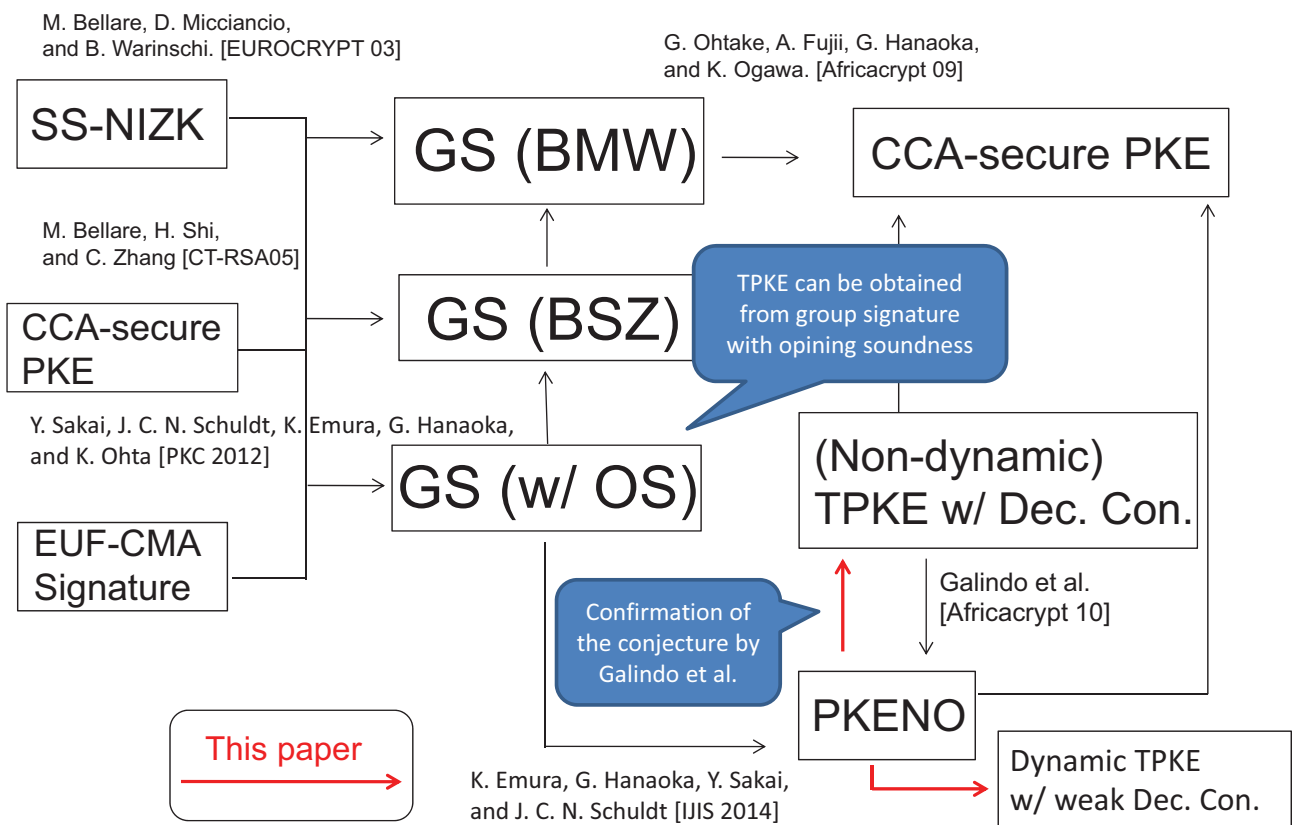 M. Bellare, D. Micciancio,
and B. Warinschi. [EUROCRYPT 03]
G. Ohtake, A. Fujii, G. Hanaoka,
and K. Ogawa. [Africacrypt 09]
SS-NIZK
GS (BMW)
CCA-secure PKE
M. Bellare, H. Shi,
and C. Zhang [CT-RSA05]
GS (BSZ)
TPKE can be obtained
from group signature
with opining soundness
CCA-secure
PKE
Y. Sakai, J. C. N. Schuldt, K. Emura, G. Hanaoka,
and K. Ohta [PKC 2012]
GS (w/ OS)
(Non-dynamic)
TPKE w/ Dec. Con.
EUF-CMA
Signature
Galindo et al.
[Africacrypt 10]
Confirmation of
the conjecture by
Galindo et al.
PKENO
This paper
K. Emura, G. Hanaoka, Y. Sakai,
and J. C. N. Schuldt [IJIS 2014]
Dynamic TPKE
w/ weak Dec. Con.